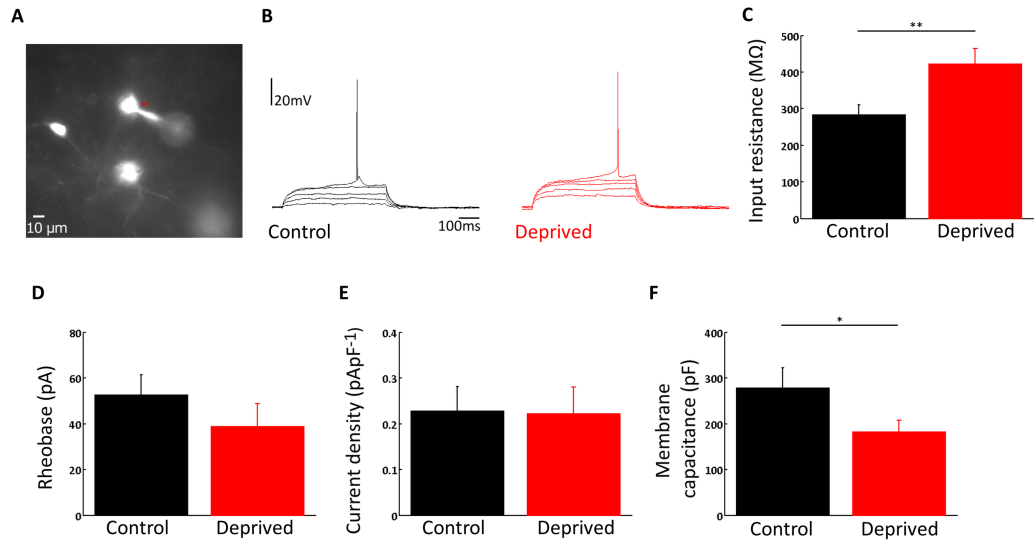 A
10 µm
B
20mV
Control
100ms
Deprived
C
**
Input resistance (MΩ)
500
400
300
200
100
0
Control
Deprived
D
Rheobase (pA)
80
60
40
20
0
Control
Deprived
E
Current density (pApF-1)
0.4
0.3
0.2
0.1
0
Control
Deprived
F
*
Membrane
capacitance (pF)
400
300
200
100
0
Control
Deprived